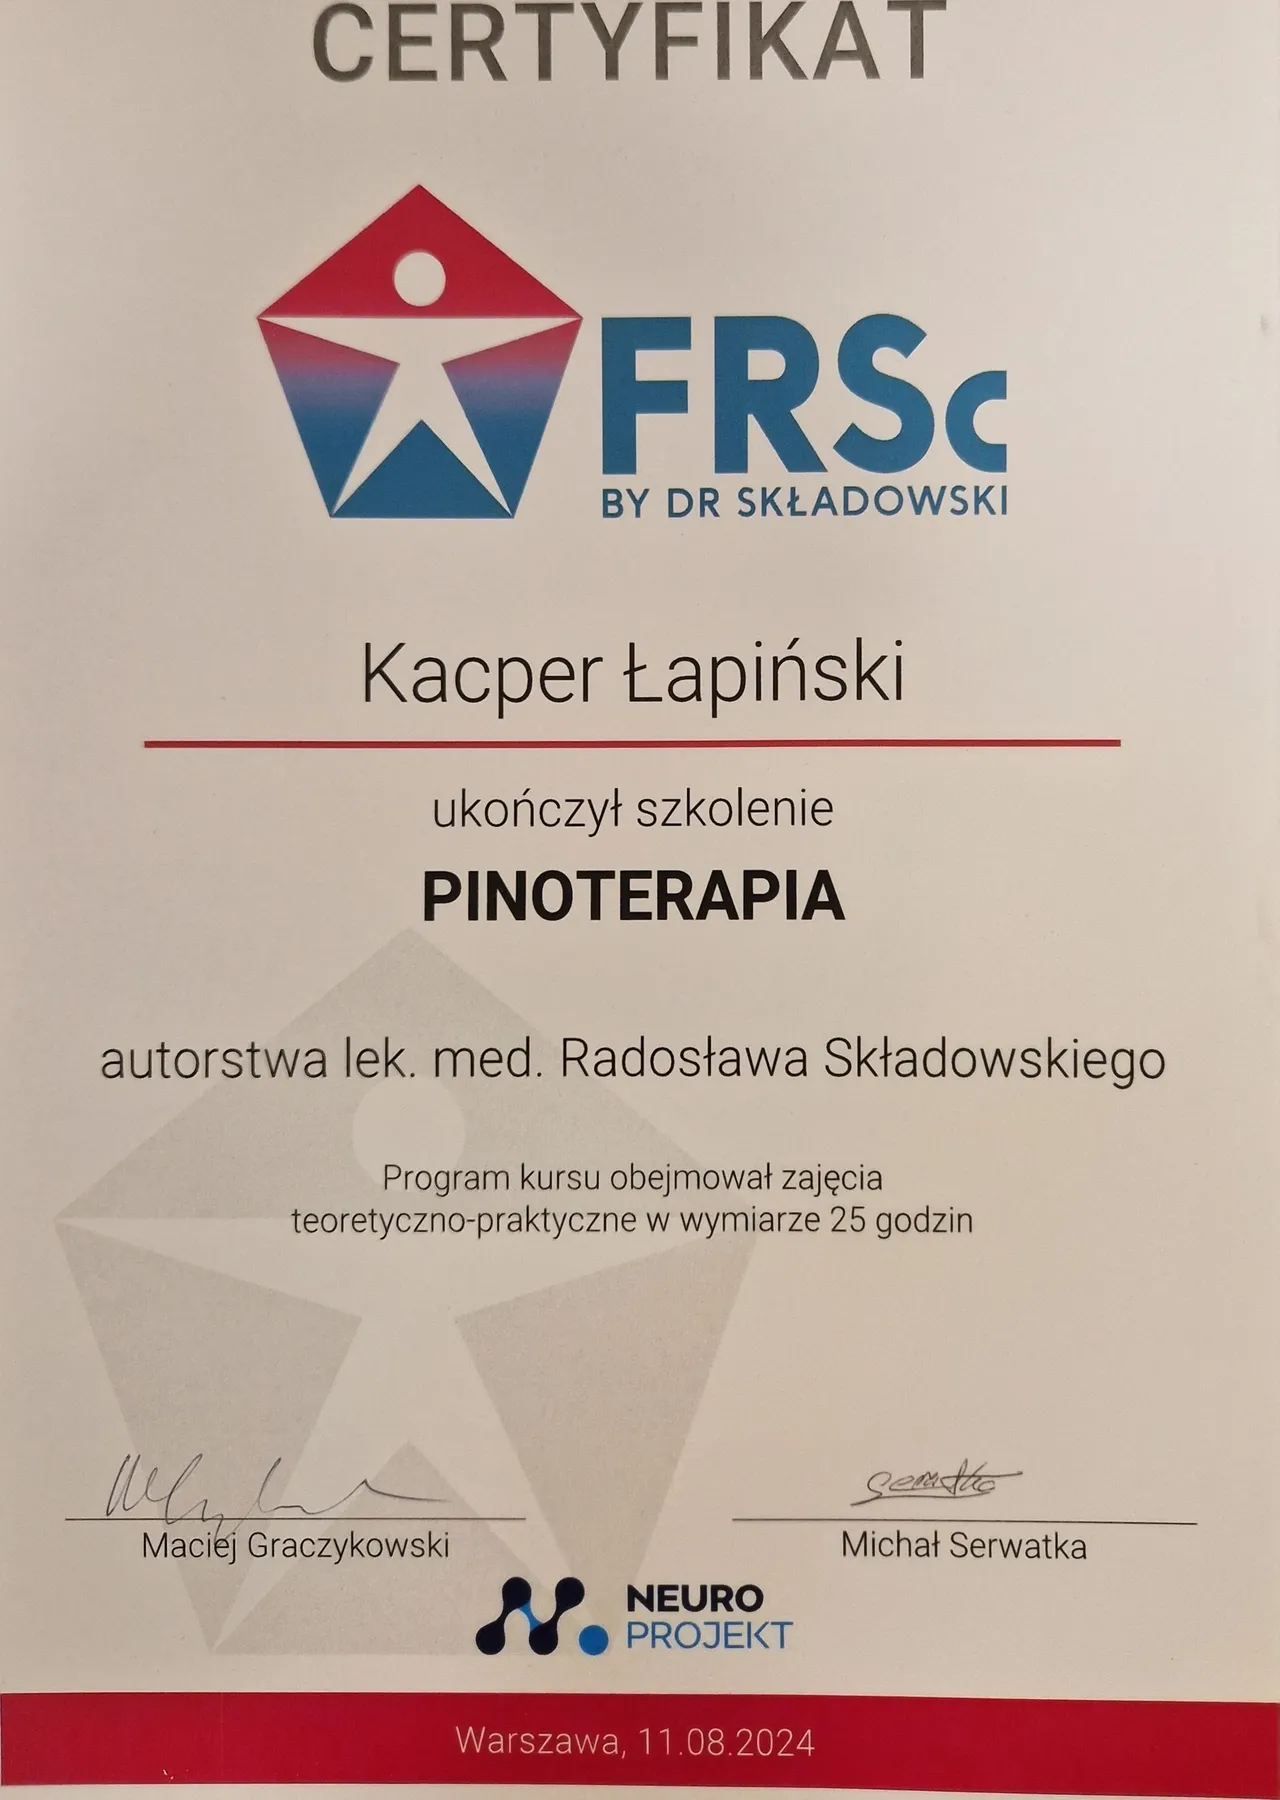 CERTYFIKAT
FRSc
BY DR SKŁADOWSKI
Kacper Łapiński
ukończył szkolenie
PINOTERAPIA
autorstwa lek. med. Radosława Składowskiego
Program kursu obejmował zajęcia
teoretyczno-praktyczne w wymiarze 25 godzin
Serwatka
Maciej Graczykowski
Michał Serwatka
NEURO
PROJEKT
Warszawa, 11.08.2024